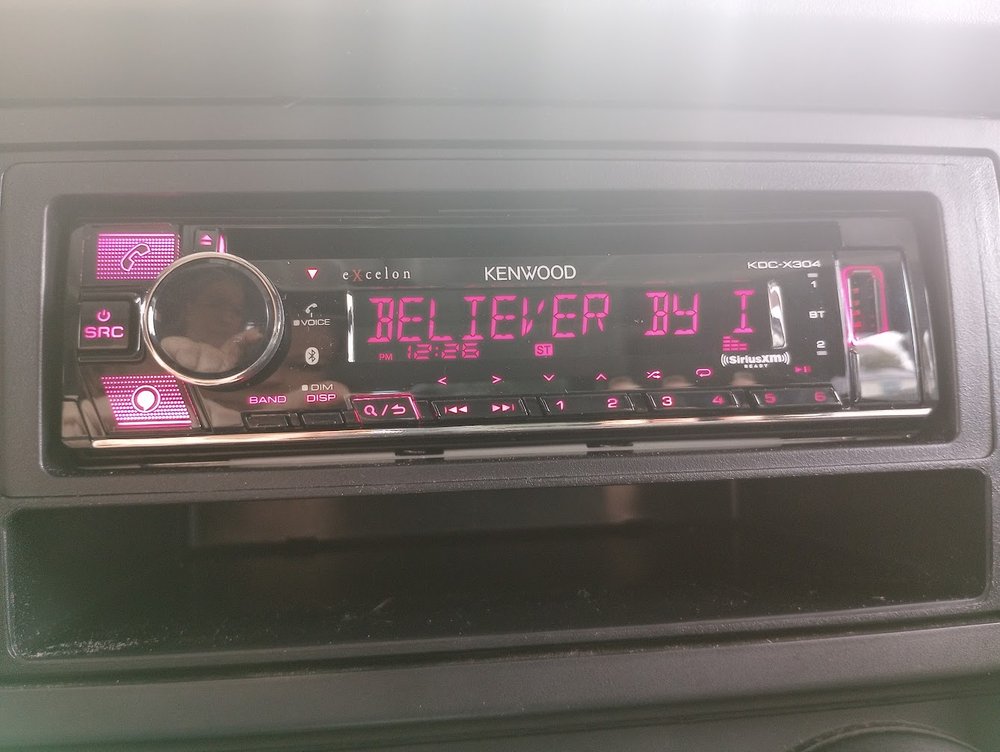 eXcelon
KENWOOD
KDC-X304
SRC
VOICE
BELIEVER BY I
PM 12:26
ST
((SiriusXM))
READY
1
BT
2
BAND
DIM
DISP
1
2
3
4
5
6